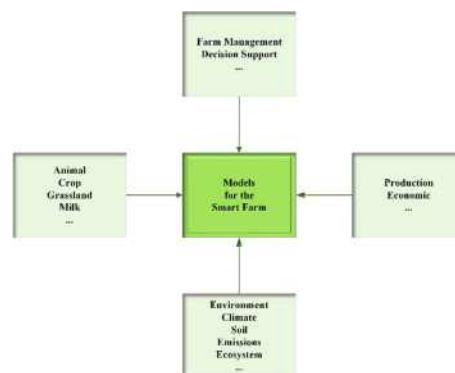 Farm Management
Decision Support
...
Animal
Crop
Grassland
Milk
...
Models
for the
Smart Farm
Production
Economic
...
Environment
Climate
Soil
Emissions
Ecosystem
...